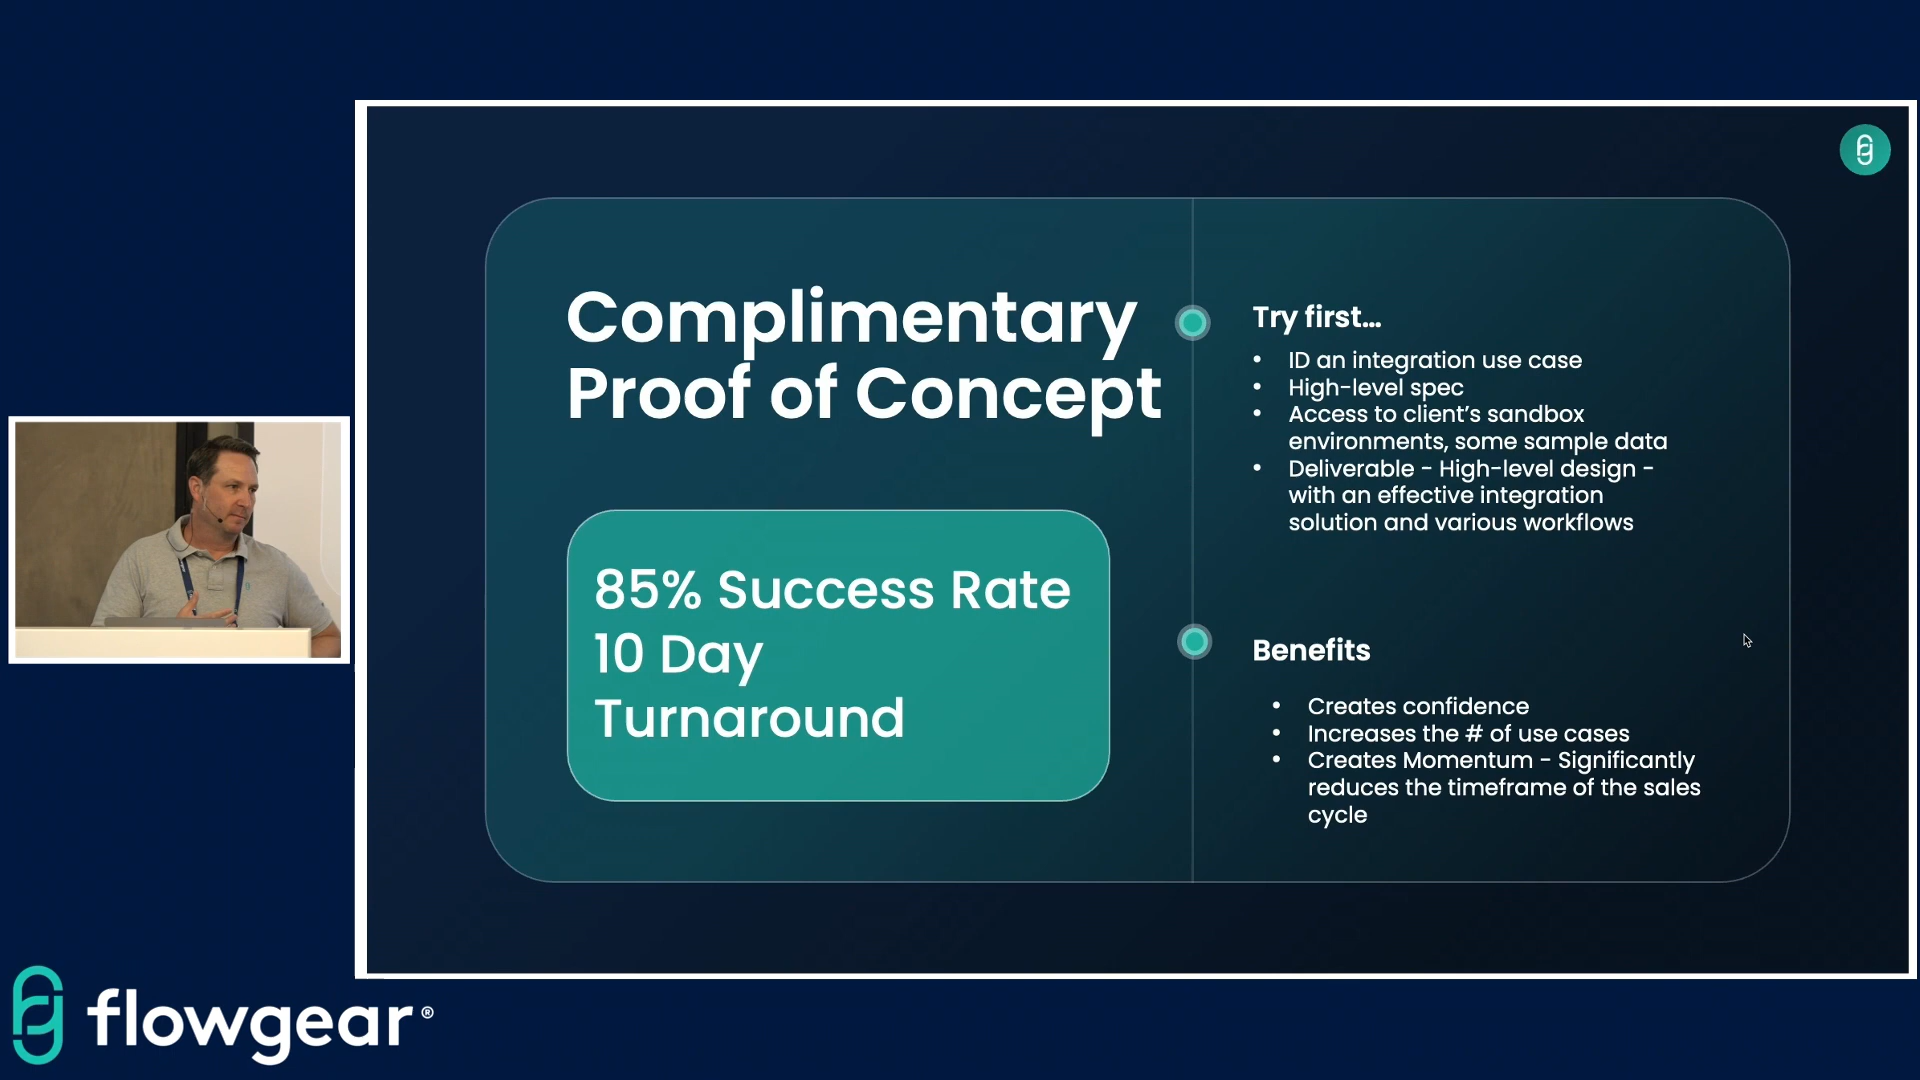 Complimentary
Proof of Concept
85% Success Rate
10 Day
Turnaround
Try first...
• ID an integration use case
• High-level spec
• Access to client’s sandbox
environments, some sample data
• Deliverable - High-level design -
with an effective integration
solution and various workflows
Benefits
• Creates confidence
• Increases the # of use cases
• Creates Momentum - Significantly
reduces the timeframe of the sales
cycle
flowgear®